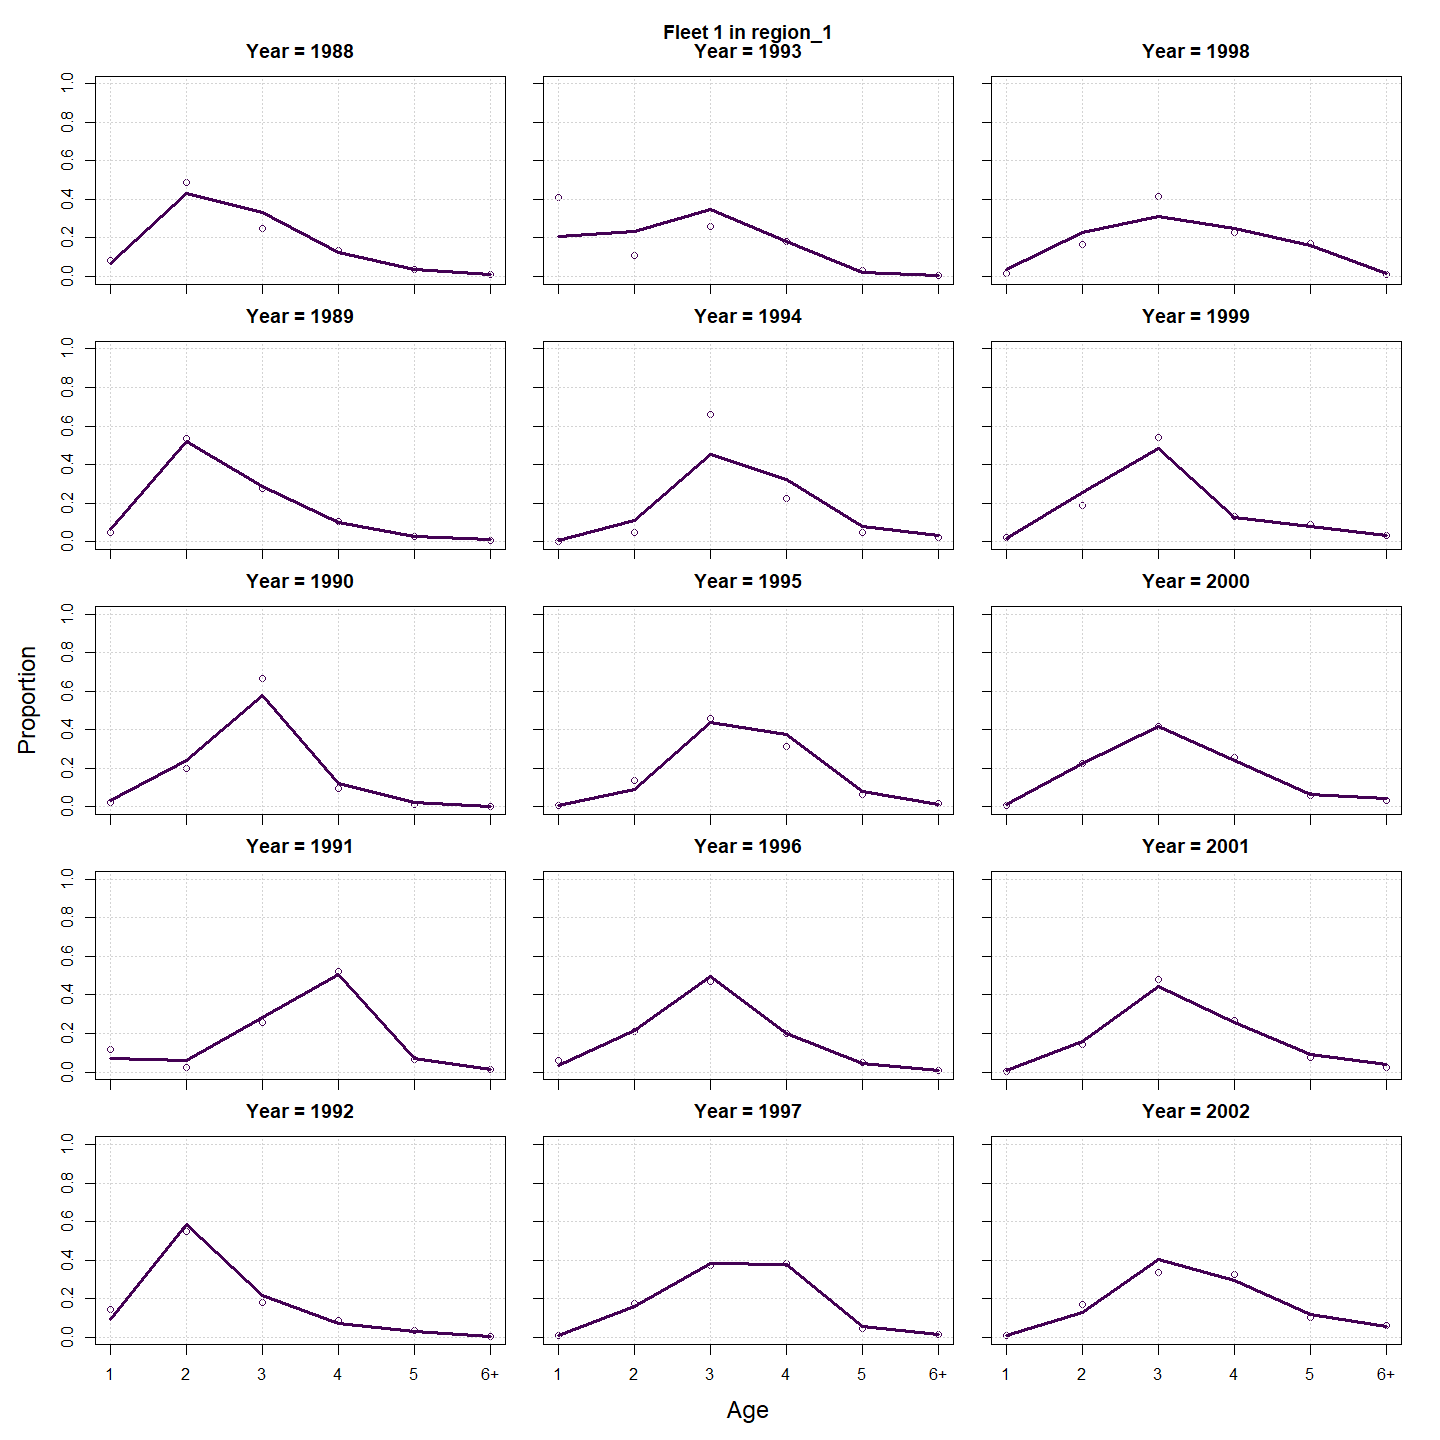 Fleet 1 in region_1
Year = 1988
Year = 1993
Year = 1998
0.0 0.2 0.4 0.6 0.8 1.0
Year = 1989
Year = 1994
Year = 1999
0.0 0.2 0.4 0.6 0.8 1.0
Year = 1990
Year = 1995
Year = 2000
0.0 0.2 0.4 0.6 0.8 1.0
Proportion
Year = 1991
Year = 1996
Year = 2001
0.0 0.2 0.4 0.6 0.8 1.0
Year = 1992
Year = 1997
Year = 2002
0.0 0.2 0.4 0.6 0.8 1.0
1 2 3 4 5 6+
1 2 3 4 5 6+
1 2 3 4 5 6+
Age